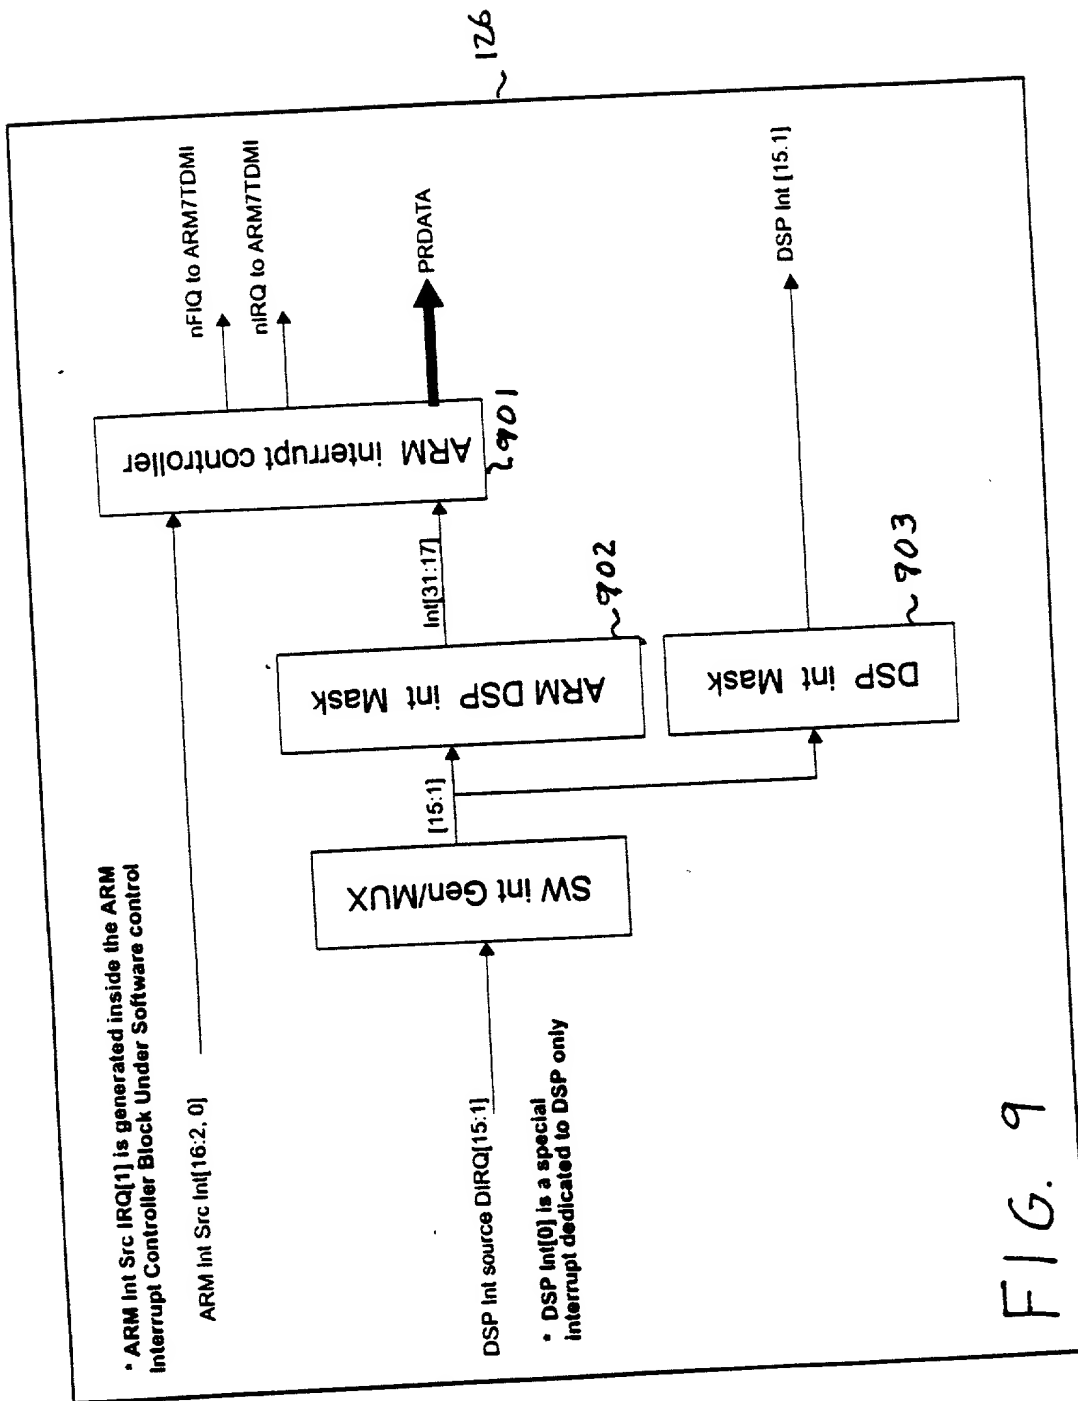 * ARM Int Src IRQ[1] is generated inside the ARM
Interrupt Controller Block Under Software control
ARM Int Src Int[16:2, 0]
ARM interrupt controller
901
nFIQ to ARM7TDMI
nIRQ to ARM7TDMI
PRDATA
126
DSP Int source DIRQ[15:1]
SW int Gen/MUX
[15:1]
ARM DSP int Mask
902
Int[31:17]
* DSP Int[0] is a special
interrupt dedicated to DSP only
DSP int Mask
903
DSP Int [15.1]
FIG. 9